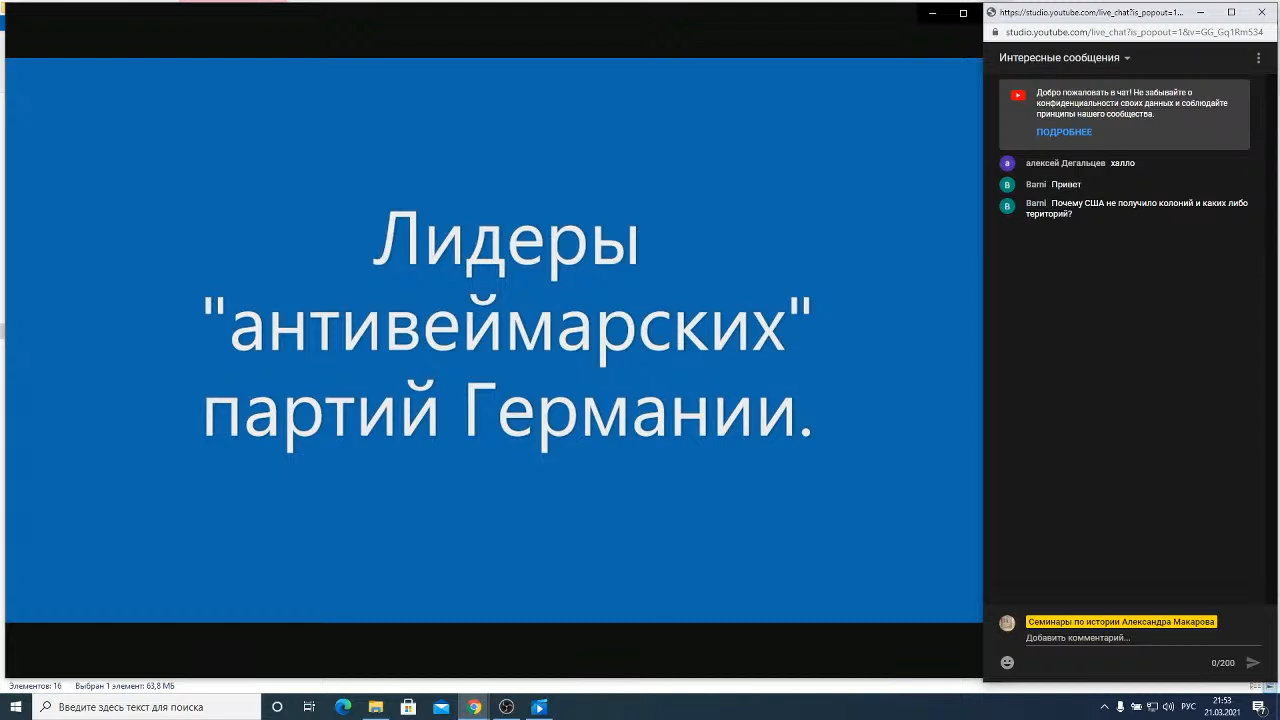 https://studio.youtube.com/live_chat?is_popout=1...
studio.youtube.com/live_chat?is_popout=1&v=GG_Gq1Rm534
Интересные сообщения
Добро пожаловать в чат! Не забывайте о
конфиденциальности своих данных и соблюдайте
принципы нашего сообщества.
ПОДРОБНЕЕ
а алексей Дегальцев халло
B Barni Привет
B Barni Почему США не получило колоний и каких либо
територий?
Лидеры
"антивеймарских"
партий Германии.
Семинары по истории Александра Макарова
Добавить комментарий...
0/200
Элементов: 16 Выбран 1 элемент: 63,8 МБ
Введите здесь текст для поиска
РУС
21:53
21.03.2021